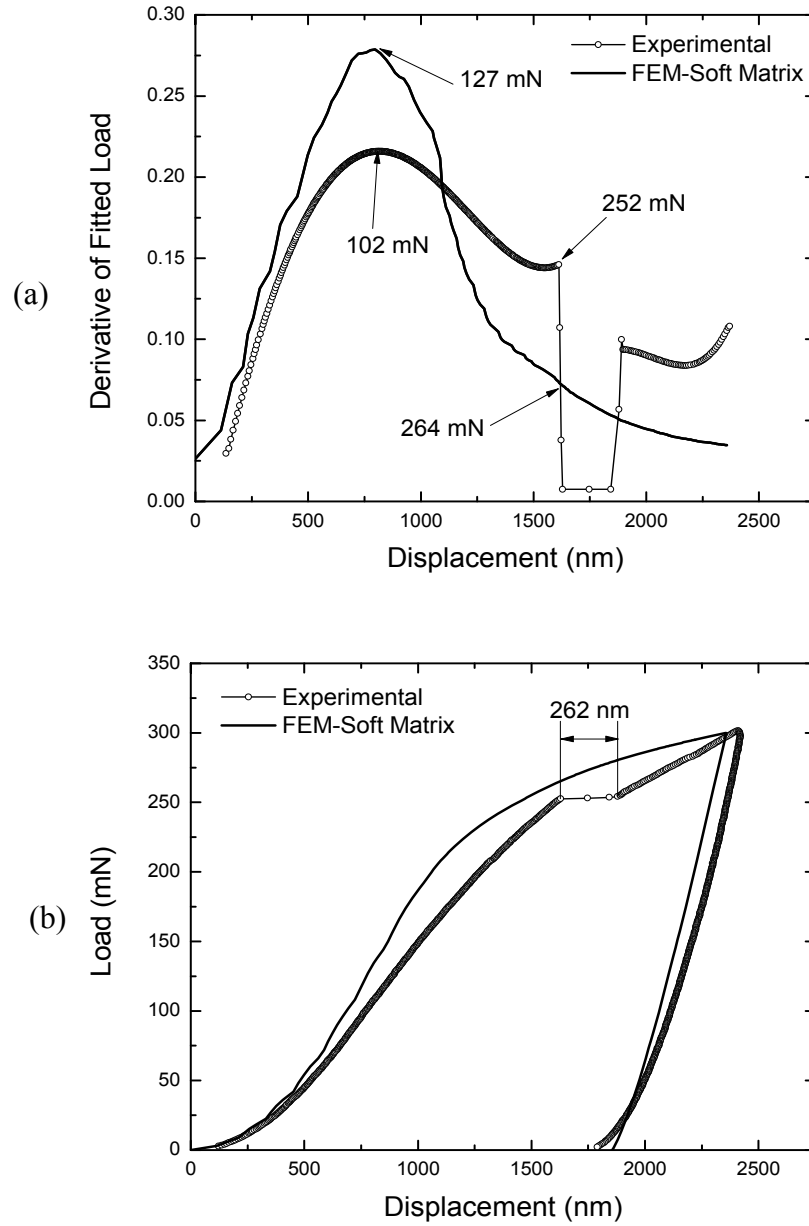 (a)
Derivative of Fitted Load
0.30
0.25
0.20
0.15
0.10
0.05
0.00
Experimental
FEM-Soft Matrix
127 mN
102 mN
252 mN
264 mN
0
500
1000
1500
2000
2500
Displacement (nm)
(b)
Load (mN)
350
300
250
200
150
100
50
0
Experimental
FEM-Soft Matrix
262 nm
0
500
1000
1500
2000
2500
Displacement (nm)